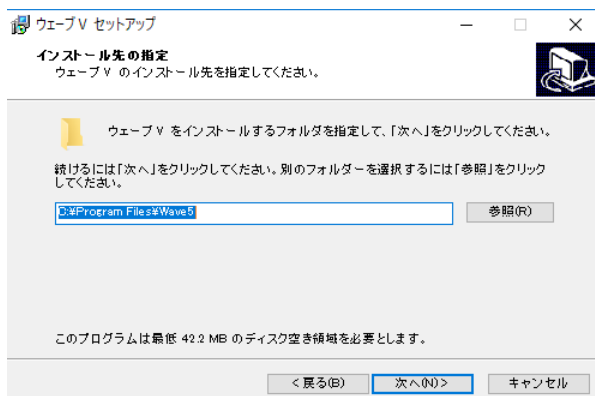 ウェーブV セットアップ
インストール先の指定
ウェーブV のインストール先を指定してください。
ウェーブV をインストールするフォルダを指定して、「次へ」をクリックしてください。
続けるには「次へ」をクリックしてください。別のフォルダーを選択するには「参照」をクリック
してください。
C:¥Program Files¥Wave5
参照(R)
このプログラムは最低 42.2 MB のディスク空き領域を必要とします。
< 戻る(B)
次へ(N) >
キャンセル